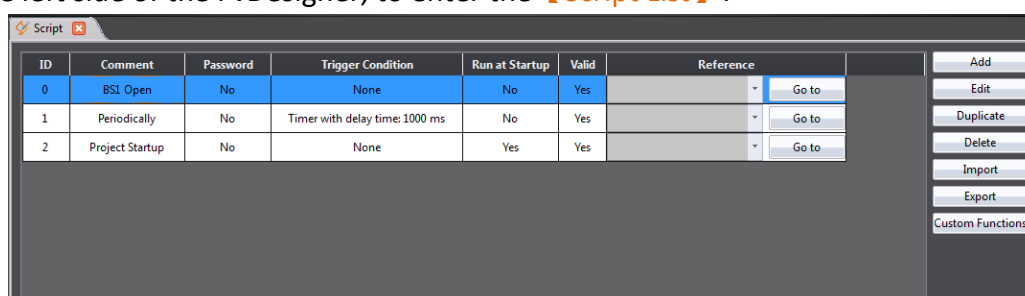 left side of the FvDesigner, to enter the 【Script List】.
Script
ID Comment Password Trigger Condition Run at Startup Valid Reference
0 BS1 Open No None No Yes Go to
1 Periodically No Timer with delay time: 1000 ms No Yes Go to
2 Project Startup No None Yes Yes Go to
Add
Edit
Duplicate
Delete
Import
Export
Custom Functions